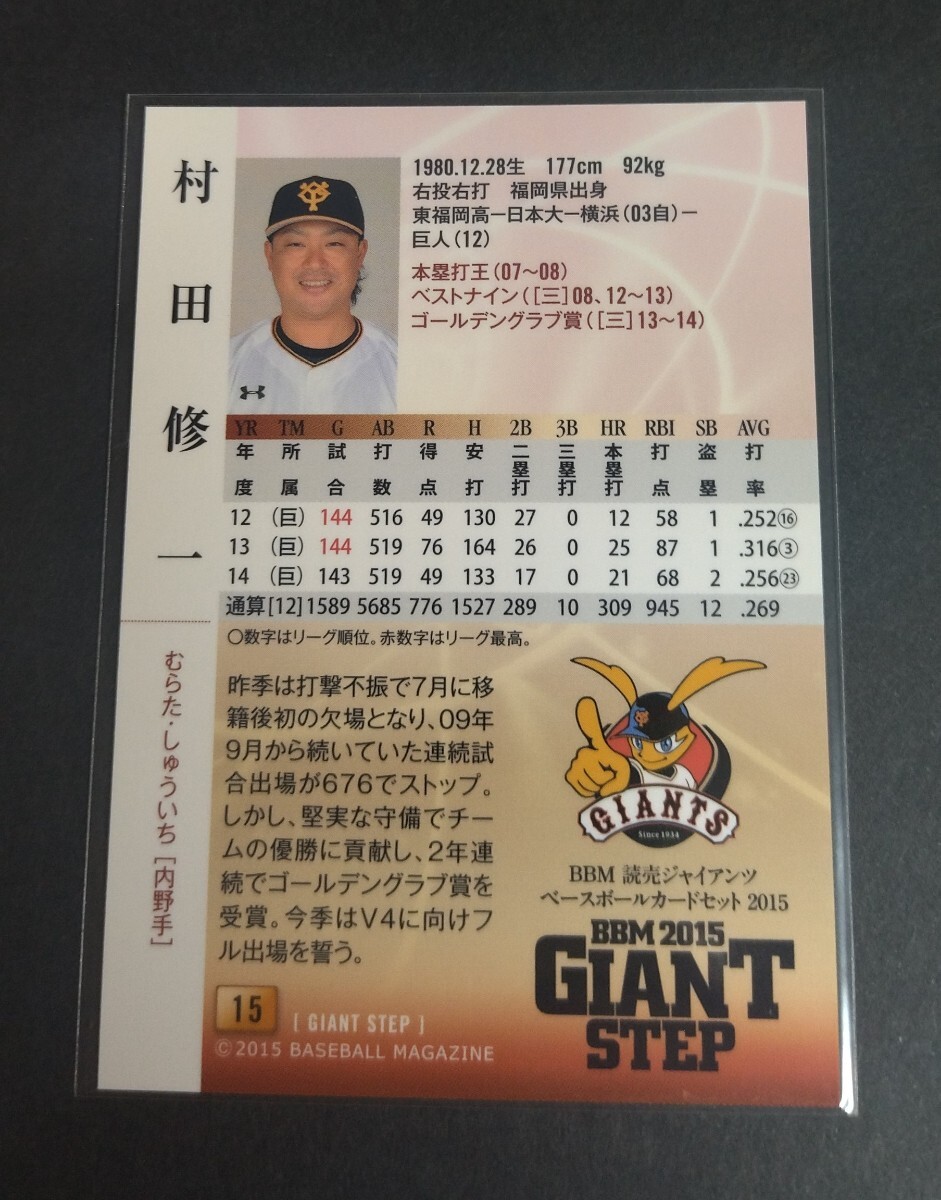 村田修一
むらた・しゅういち[内野手]
1980.12.28生 177cm 92kg
右投右打 福岡県出身
東福岡高ー日本大ー横浜(03自)ー
巨人(12)
本塁打王(07〜08)
ベストナイン([三]08、12〜13)
ゴールデングラブ賞([三]13〜14)
YR TM G AB R H 2B 3B HR RBI SB AVG
年度 所属 試合 打数 得点 安打 二塁打 三塁打 本塁打 打点 盗塁 打率
12 (巨) 144 516 49 130 27 0 12 58 1 .252⑯
13 (巨) 144 519 76 164 26 0 25 87 1 .316③
14 (巨) 143 519 49 133 17 0 21 68 2 .256㉓
通算[12] 1589 5685 776 1527 289 10 309 945 12 .269
○数字はリーグ順位。赤数字はリーグ最高。
昨季は打撃不振で7月に移
籍後初の欠場となり、09年
9月から続いていた連続試
合出場が676でストップ。
しかし、堅実な守備でチー
ムの優勝に貢献し、2年連
続でゴールデングラブ賞を
受賞。今季はV4に向けフ
ル出場を誓う。
GIANTS
Since 1934
BBM 読売ジャイアンツ
ベースボールカードセット 2015
BBM 2015
GIANT
STEP
15 [ GIANT STEP ]
©2015 BASEBALL MAGAZINE